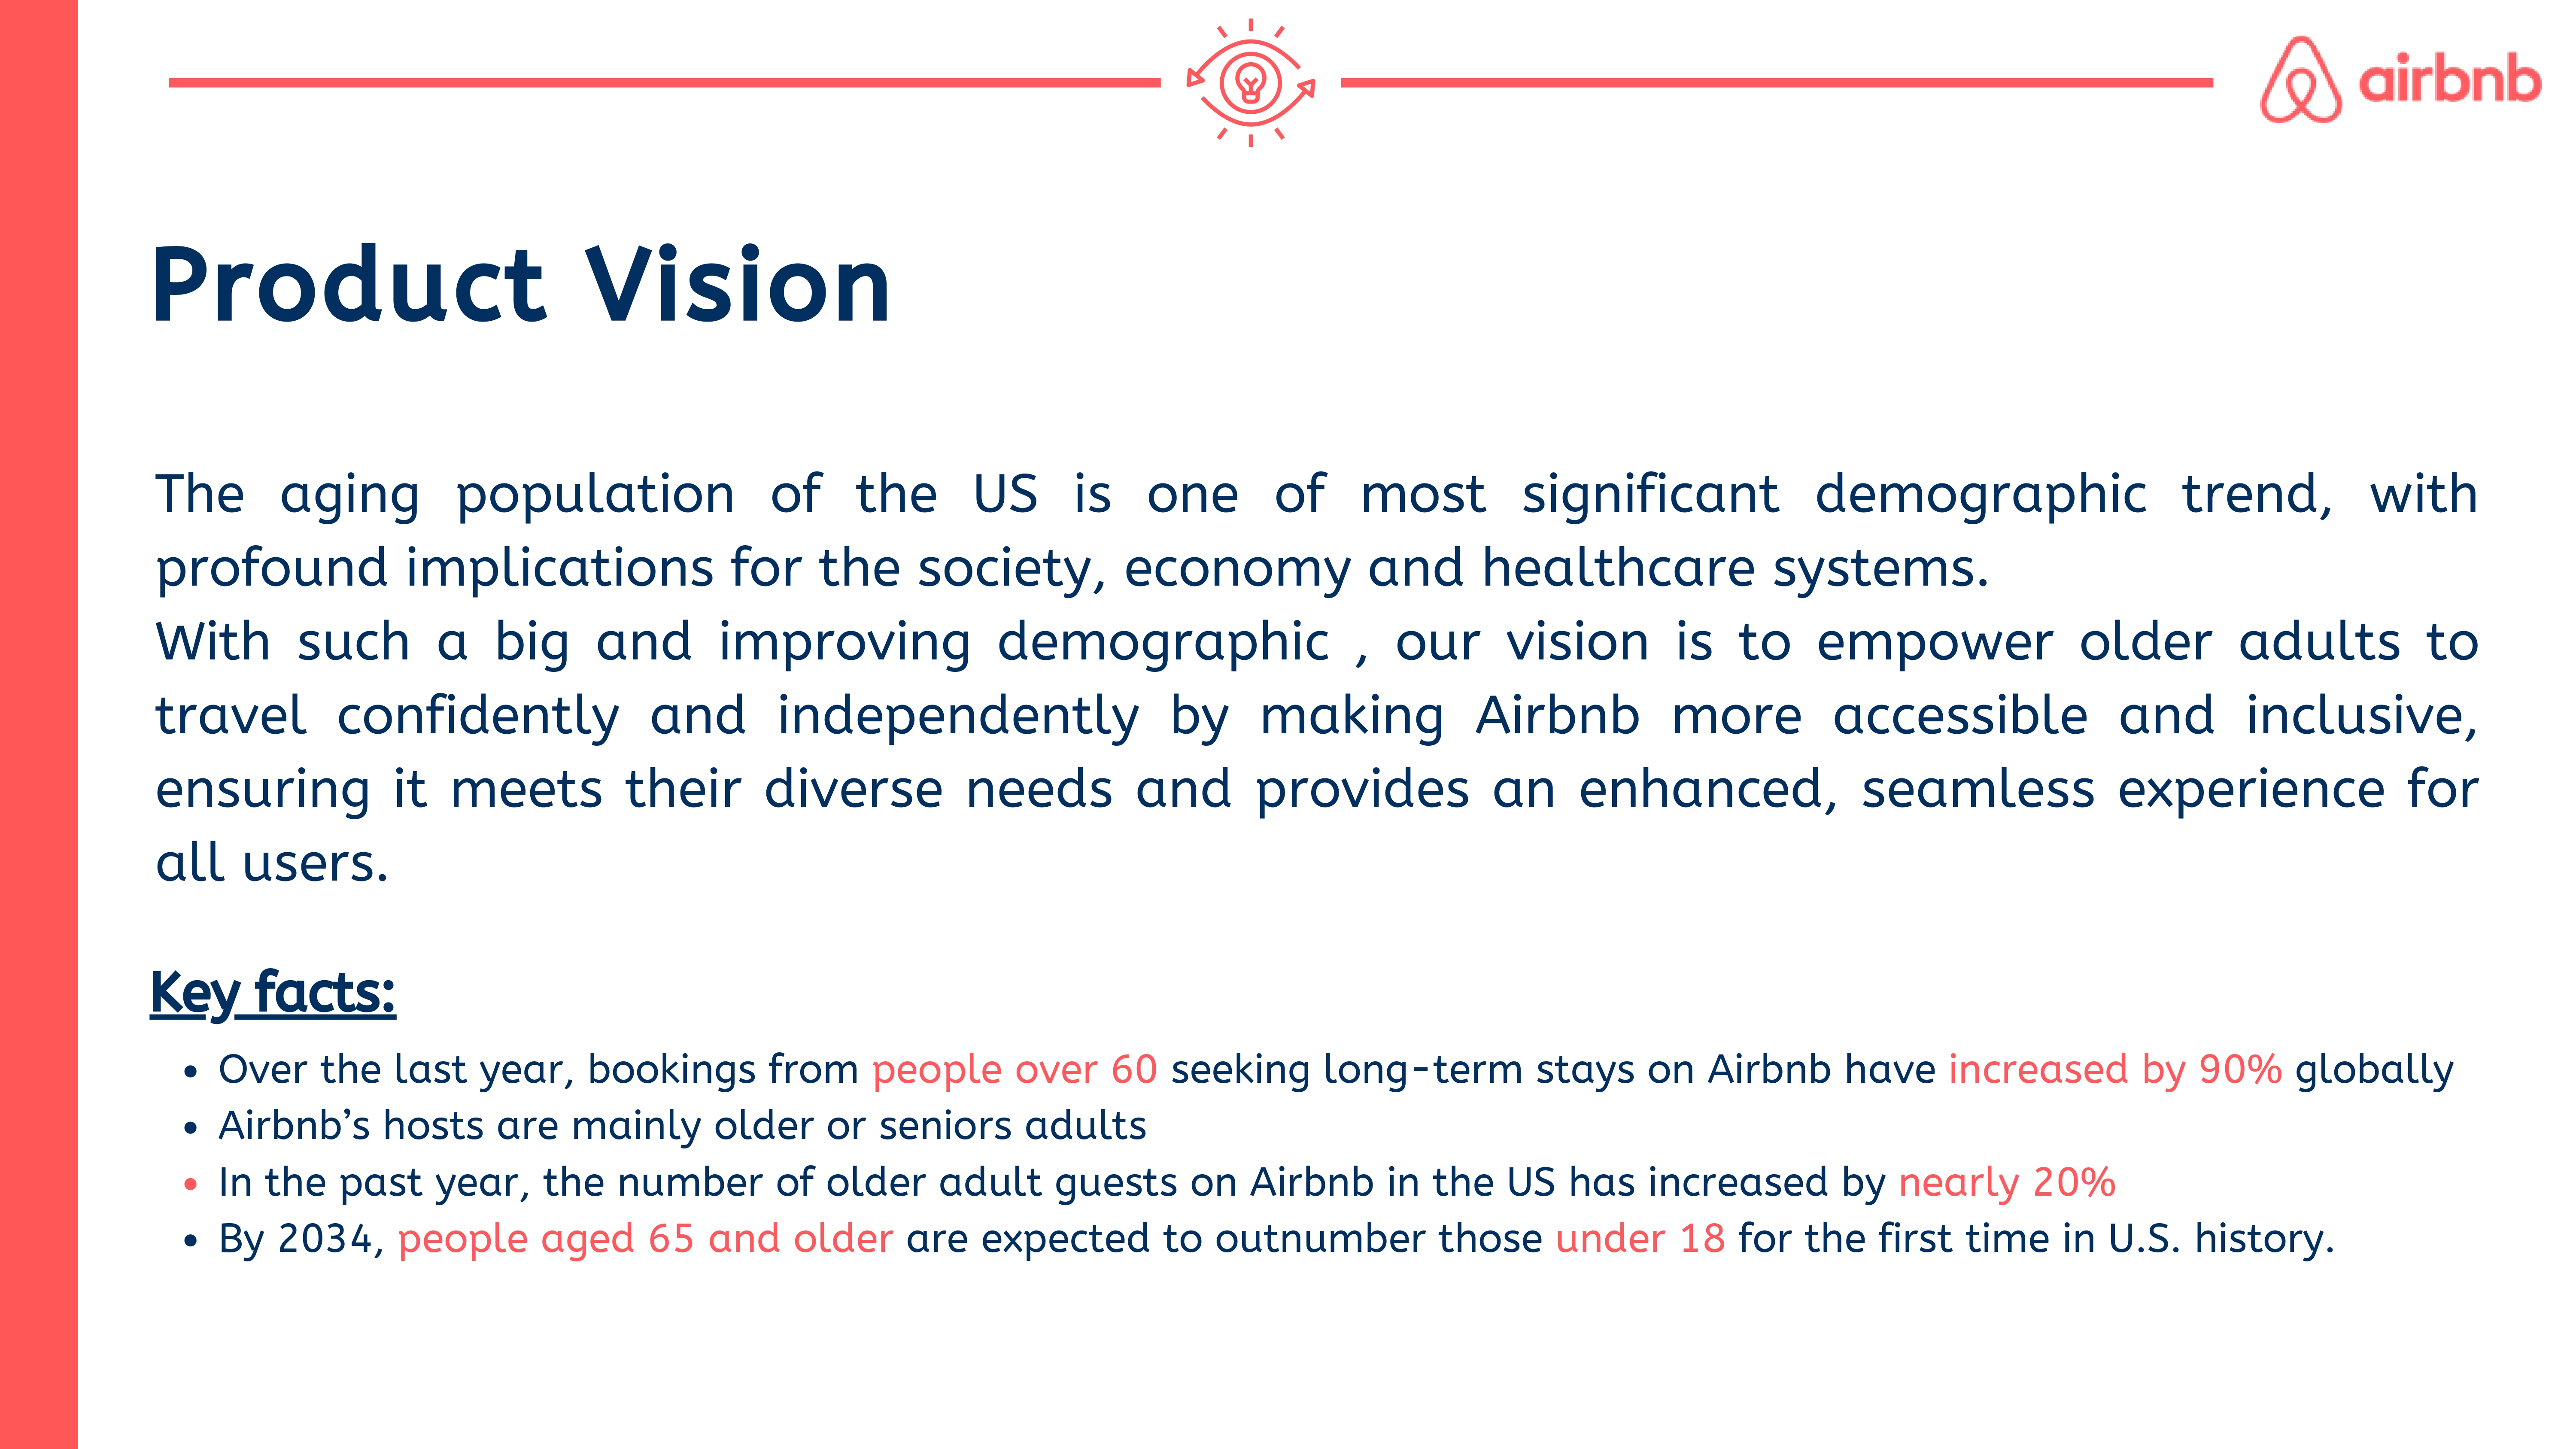 airbnb
Product Vision
The aging population of the US is one of most significant demographic trend, with
profound implications for the society, economy and healthcare systems.
With such a big and improving demographic , our vision is to empower older adults to
travel confidently and independently by making Airbnb more accessible and inclusive,
ensuring it meets their diverse needs and provides an enhanced, seamless experience for
all users.
Key facts:
• Over the last year, bookings from people over 60 seeking long-term stays on Airbnb have increased by 90% globally
• Airbnb’s hosts are mainly older or seniors adults
• In the past year, the number of older adult guests on Airbnb in the US has increased by nearly 20%
• By 2034, people aged 65 and older are expected to outnumber those under 18 for the first time in U.S. history.